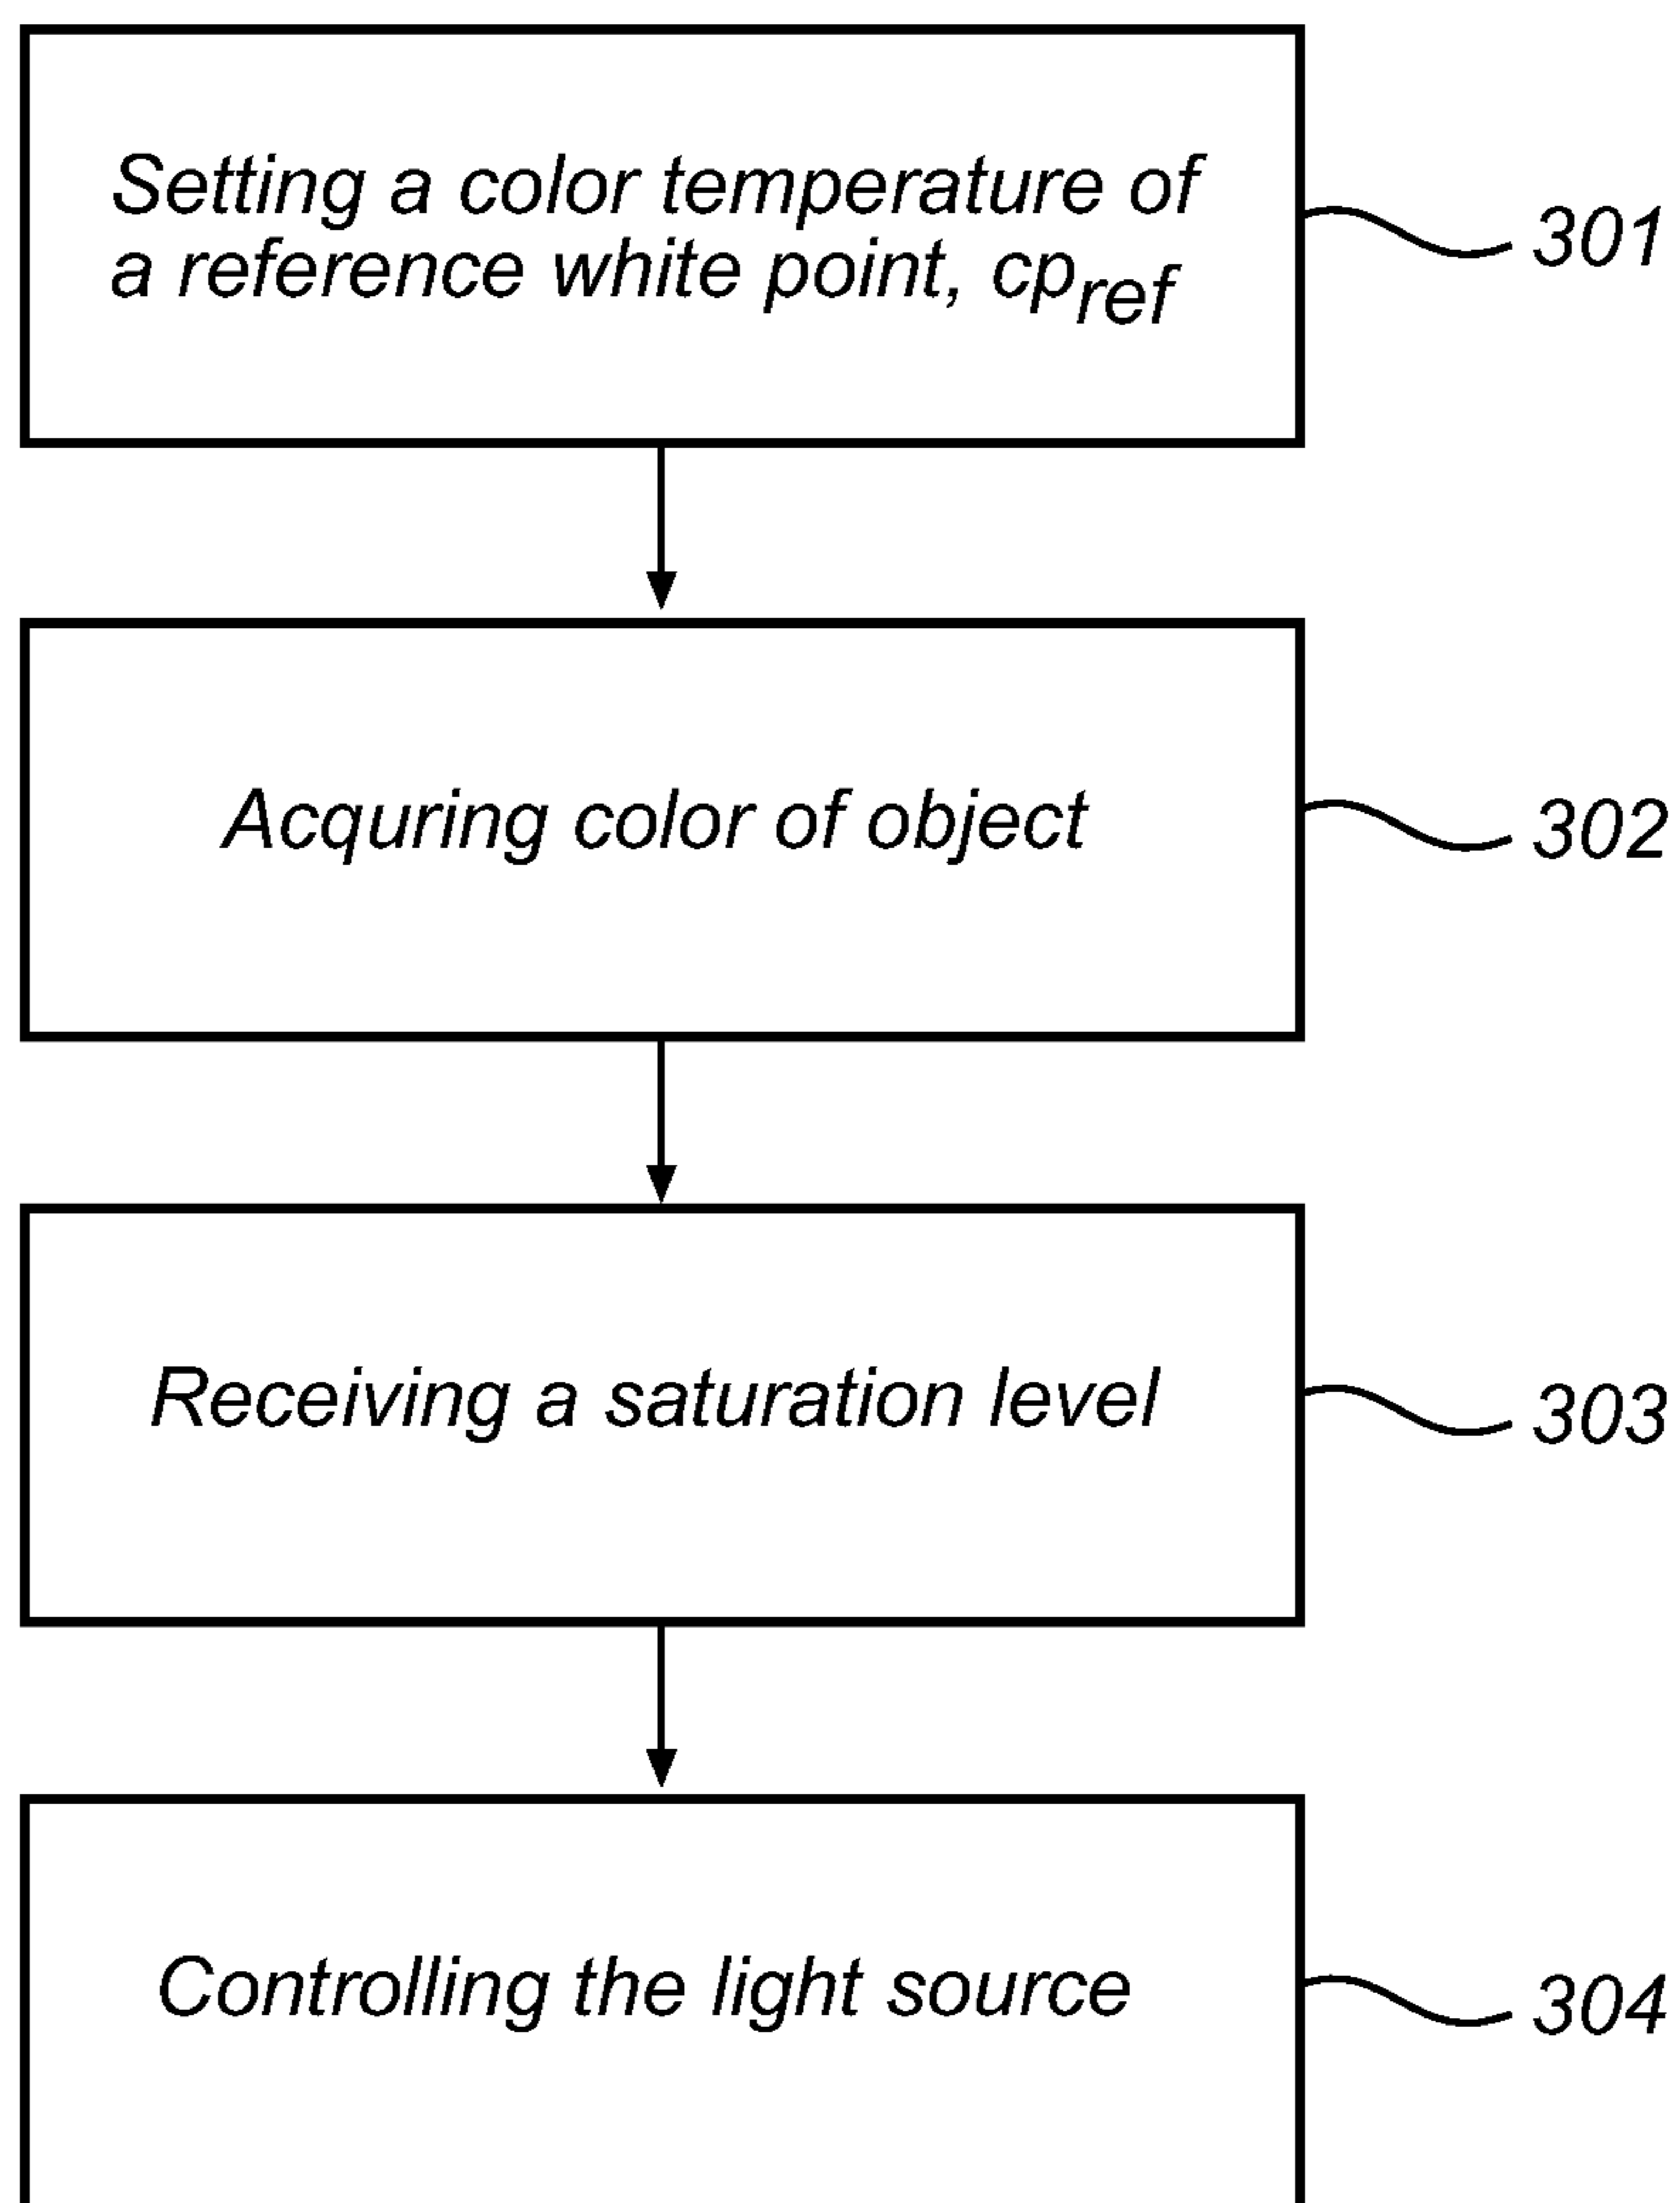 Setting a color temperature of
a reference white point, cpref
301
Acquring color of object
302
Receiving a saturation level
303
Controlling the light source
304